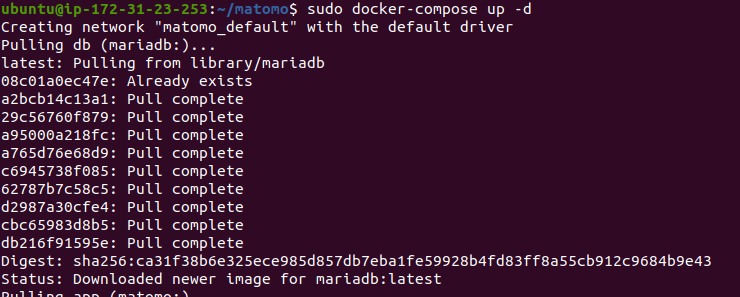 ubuntu@ip-172-31-23-253:~/matomo$ sudo docker-compose up -d
Creating network "matomo_default" with the default driver
Pulling db (mariadb:)...
latest: Pulling from library/mariadb
08c01a0ec47e: Already exists
a2bcb14c13a1: Pull complete
29c56760f879: Pull complete
a95000a218fc: Pull complete
a765d76e68d9: Pull complete
c6945738f085: Pull complete
62787b7c58c5: Pull complete
d2987a30cfe4: Pull complete
cbc65983d8b5: Pull complete
db216f91595e: Pull complete
Digest: sha256:ca31f38b6e325ece985d857db7eba1fe59928b4fd83ff8a55cb912c9684b9e43
Status: Downloaded newer image for mariadb:latest
Pulling app (matomo:)